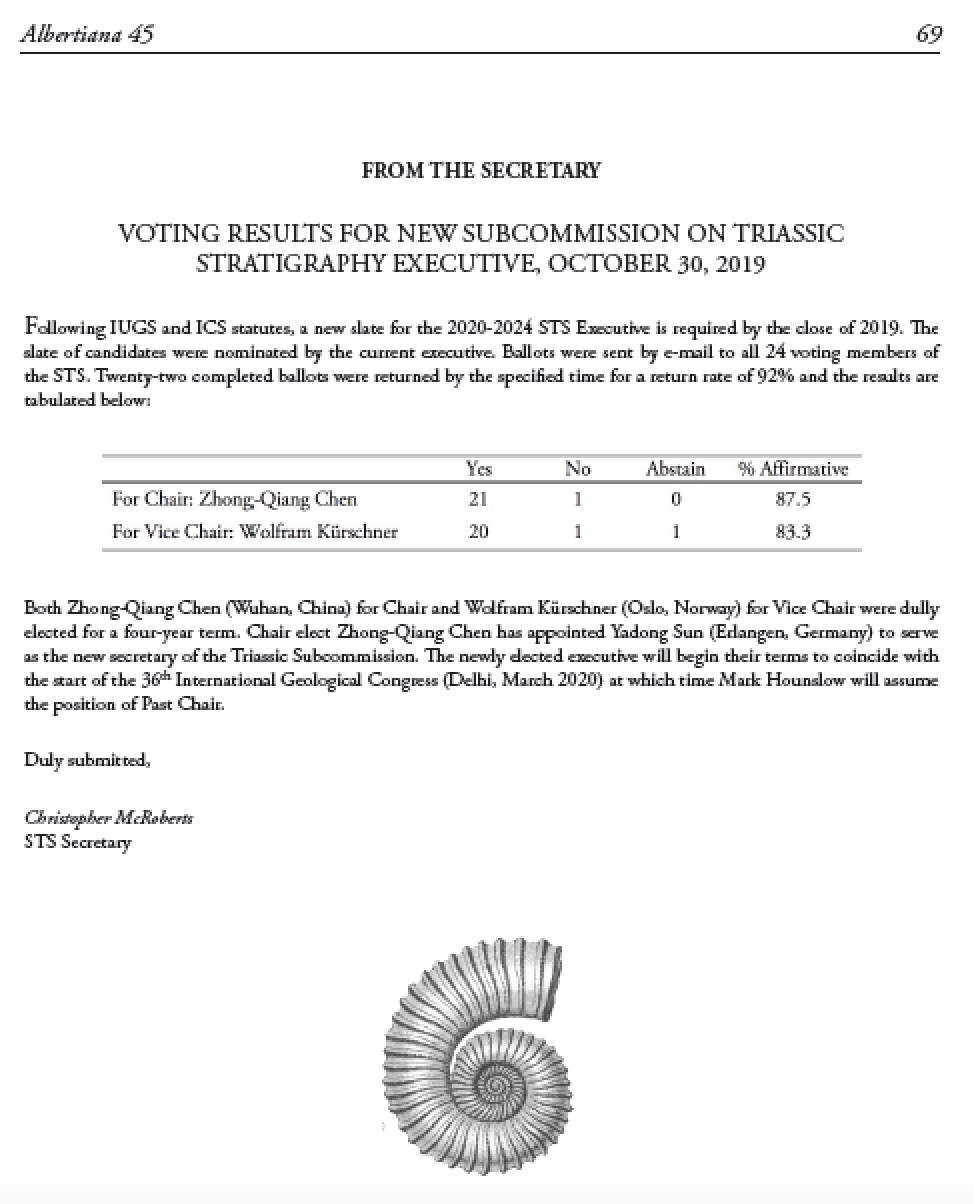 Albertiana 45 69
FROM THE SECRETARY
VOTING RESULTS FOR NEW SUBCOMMISSION ON TRIASSIC
STRATIGRAPHY EXECUTIVE, OCTOBER 30, 2019
Following IUGS and ICS statutes, a new slate for the 2020-2024 STS Executive is required by the close of 2019. The
slate of candidates were nominated by the current executive. Ballots were sent by e-mail to all 24 voting members of
the STS. Twenty-two completed ballots were returned by the specified time for a return rate of 92% and the results are
tabulated below:
Yes No Abstain % Affirmative
For Chair: Zhong-Qiang Chen 21 1 0 87.5
For Vice Chair: Wolfram Kürschner 20 1 1 83.3
Both Zhong-Qiang Chen (Wuhan, China) for Chair and Wolfram Kürschner (Oslo, Norway) for Vice Chair were dully
elected for a four-year term. Chair elect Zhong-Qiang Chen has appointed Yadong Sun (Erlangen, Germany) to serve
as the new secretary of the Triassic Subcommission. The newly elected executive will begin their terms to coincide with
the start of the 36th International Geological Congress (Delhi, March 2020) at which time Mark Hounslow will assume
the position of Past Chair.
Duly submitted,
Christopher McRoberts
STS Secretary